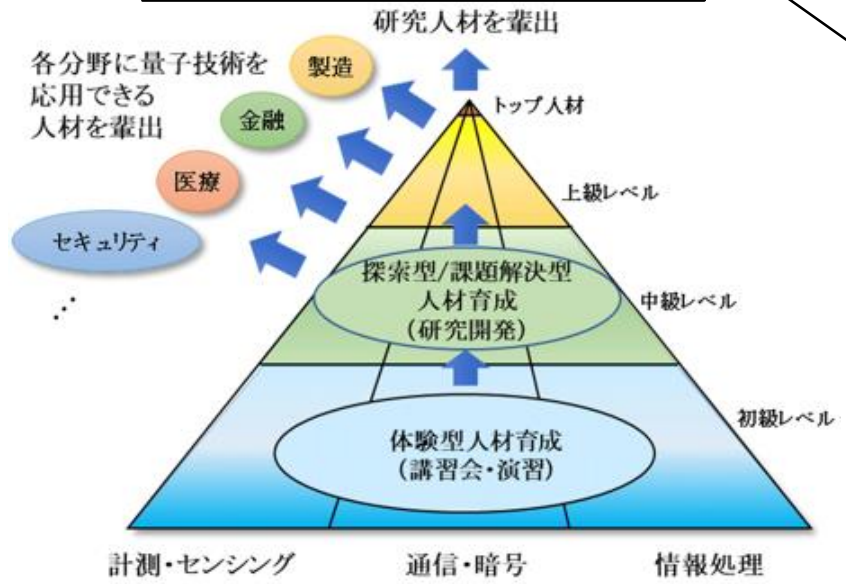 研究人材を輩出
各分野に量子技術を
応用できる
人材を輩出
製造
金融
医療
セキュリティ
…
トップ人材
上級レベル
探索型/課題解決型
人材育成
(研究開発)
中級レベル
初級レベル
体験型人材育成
(講習会・演習)
計測・センシング
通信・暗号
情報処理